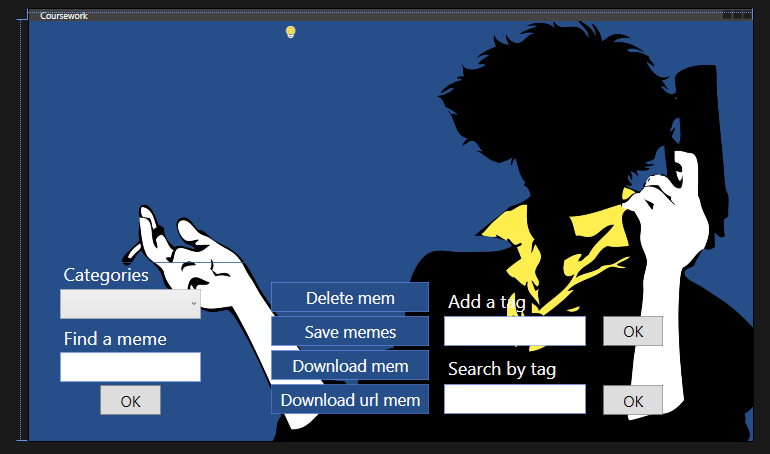 Coursework
Categories
Find a meme
OK
Delete mem
Save memes
Download mem
Download url mem
Add a tag
OK
Search by tag
OK